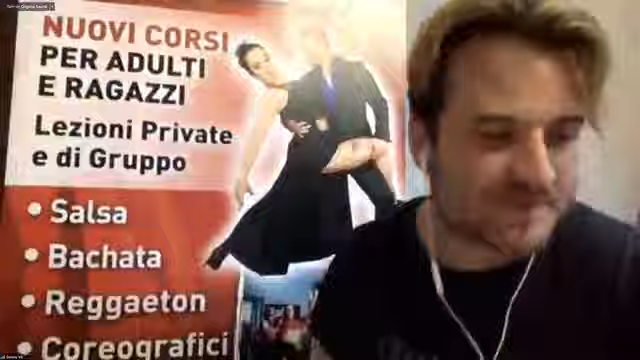 NUOVI CORSI
PER ADULTI
E RAGAZZI
Lezioni Private
e di Gruppo
• Salsa
• Bachata
• Reggaeton
• Coreografici